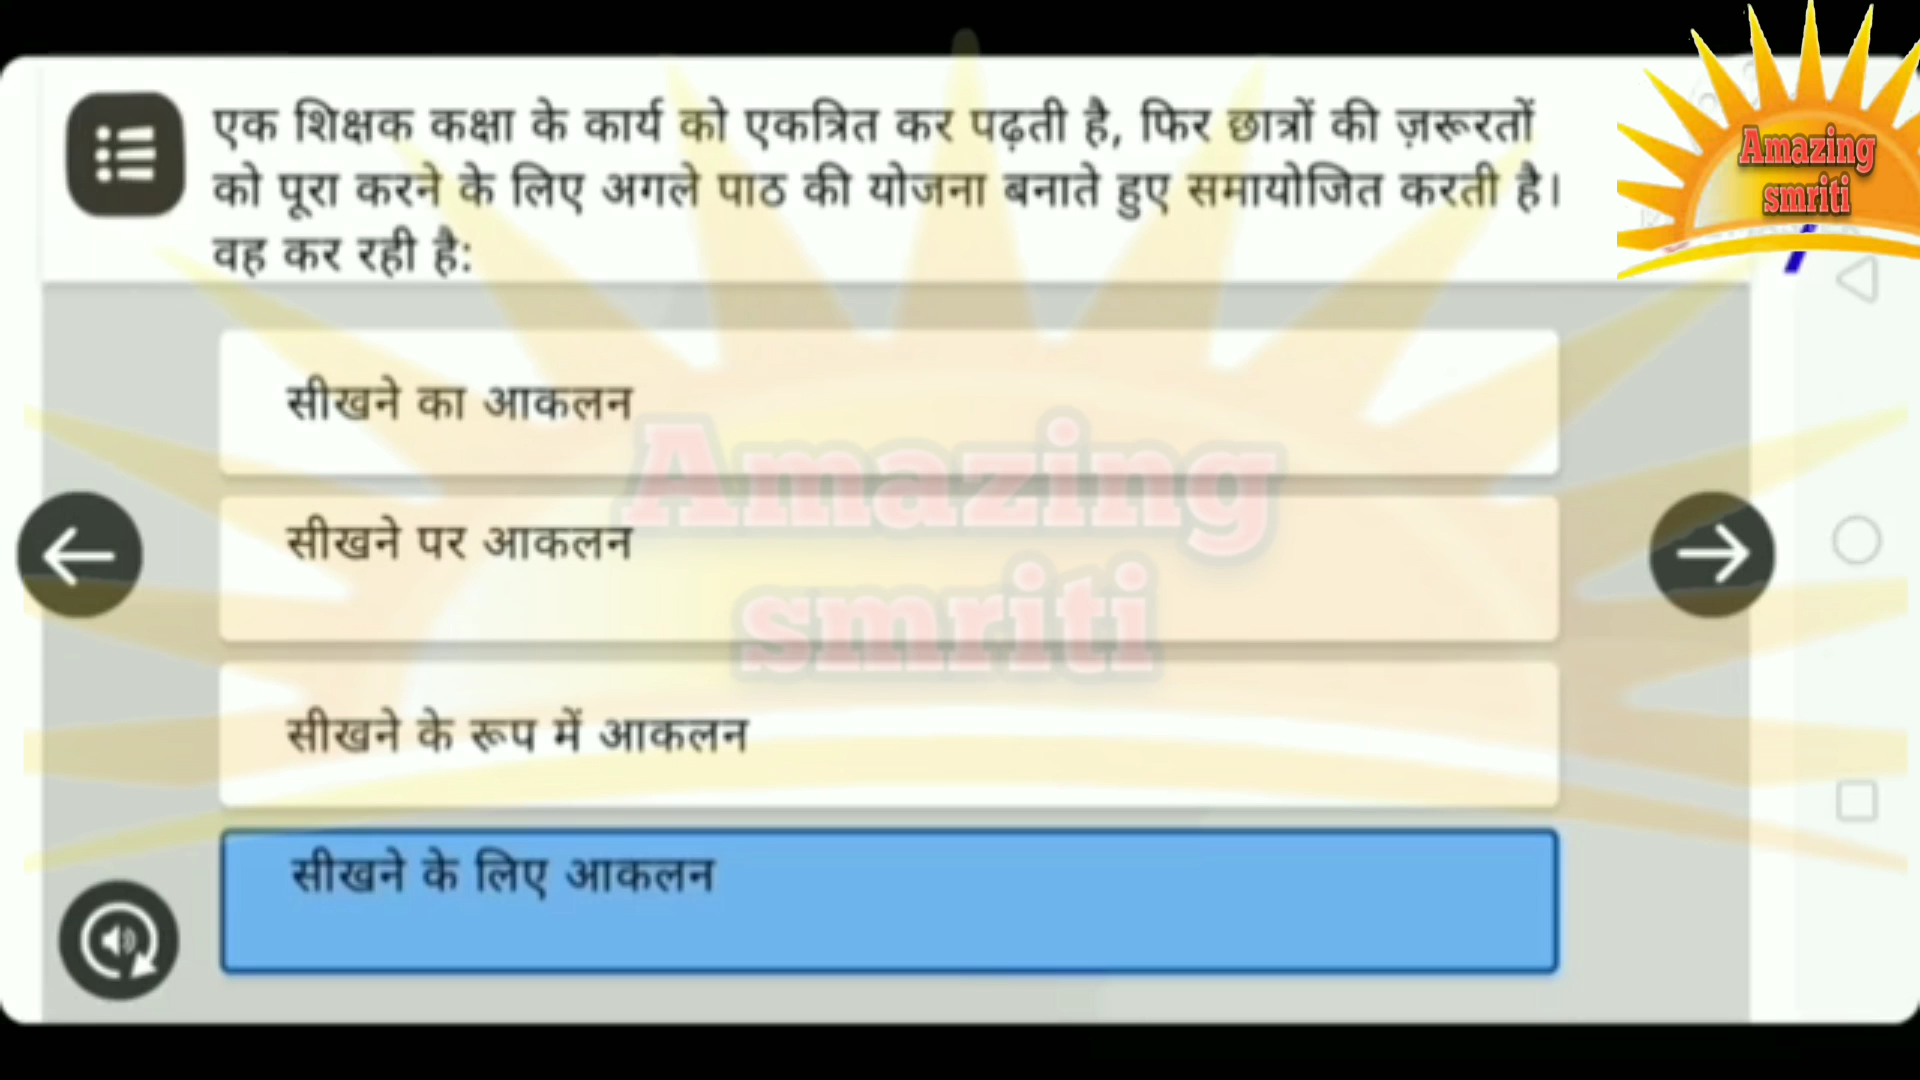 एक शिक्षक कक्षा के कार्य को एकत्रित कर पढ़ती है, फिर छात्रों की ज़रूरतों
को पूरा करने के लिए अगले पाठ की योजना बनाते हुए समायोजित करती है।
वह कर रही है:
Amazing
smriti
सीखने का आकलन
सीखने पर आकलन
सीखने के रूप में आकलन
सीखने के लिए आकलन
Amazing
smriti